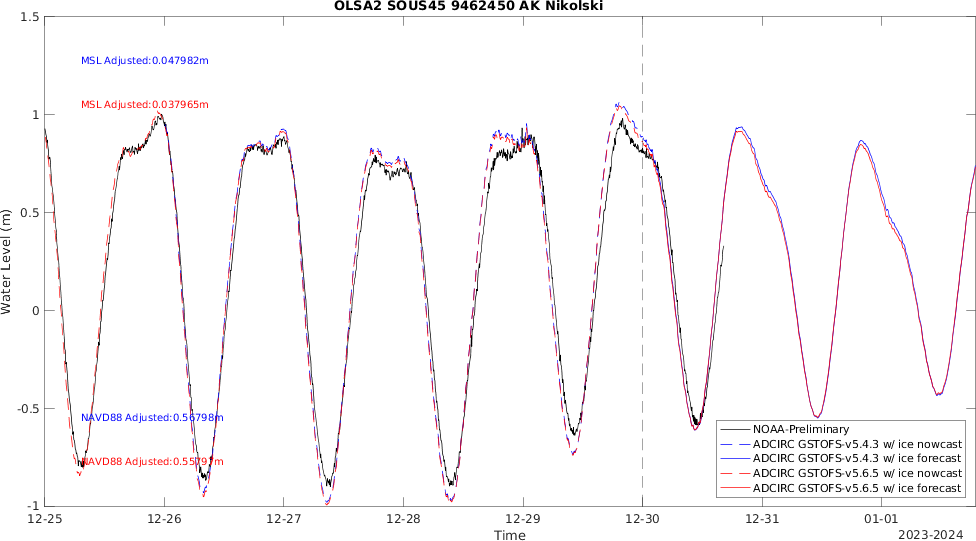 OLSA2 SOUS45 9462450 AK Nikolski
1.5
MSL Adjusted:0.047982m
MSL Adjusted:0.037965m
1
0.5
Water Level (m)
0
-0.5
NAVD88 Adjusted:0.56798m
NAVD88 Adjusted:0.55797m
-1
NOAA-Preliminary
ADCIRC GSTOFS-v5.4.3 w/ ice nowcast
ADCIRC GSTOFS-v5.4.3 w/ ice forecast
ADCIRC GSTOFS-v5.6.5 w/ ice nowcast
ADCIRC GSTOFS-v5.6.5 w/ ice forecast
12-25 12-26 12-27 12-28 12-29 12-30 12-31 01-01
Time
2023-2024